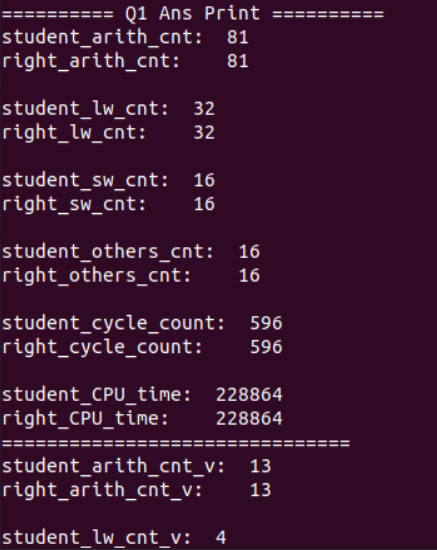 ========== Q1 Ans Print ==========
student_arith_cnt:  81
right_arith_cnt:    81
student_lw_cnt:  32
right_lw_cnt:    32
student_sw_cnt:  16
right_sw_cnt:    16
student_others_cnt:  16
right_others_cnt:    16
student_cycle_count:  596
right_cycle_count:    596
student_CPU_time:  228864
right_CPU_time:    228864
===============================
student_arith_cnt_v:  13
right_arith_cnt_v:    13
student_lw_cnt_v:  4